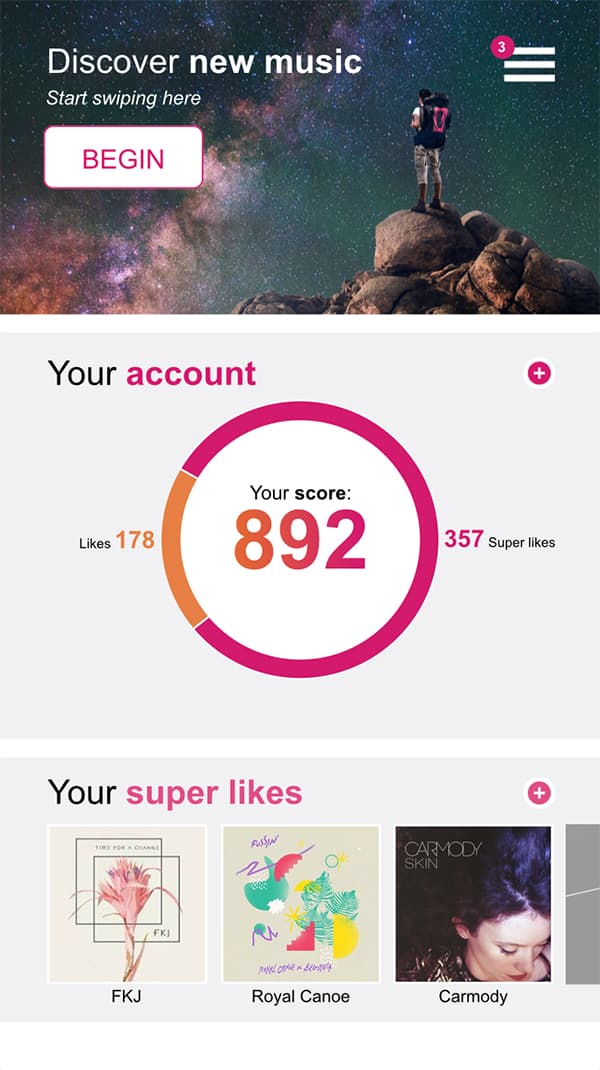 Discover new music
3
Start swiping here
BEGIN
Your account
Your score:
892
Likes 178
357 Super likes
Your super likes
TIME FOR A CHANGE
FKJ
FUSSIN'
ROYAL CANOE
CARMODY
SKIN
FKJ
Royal Canoe
Carmody